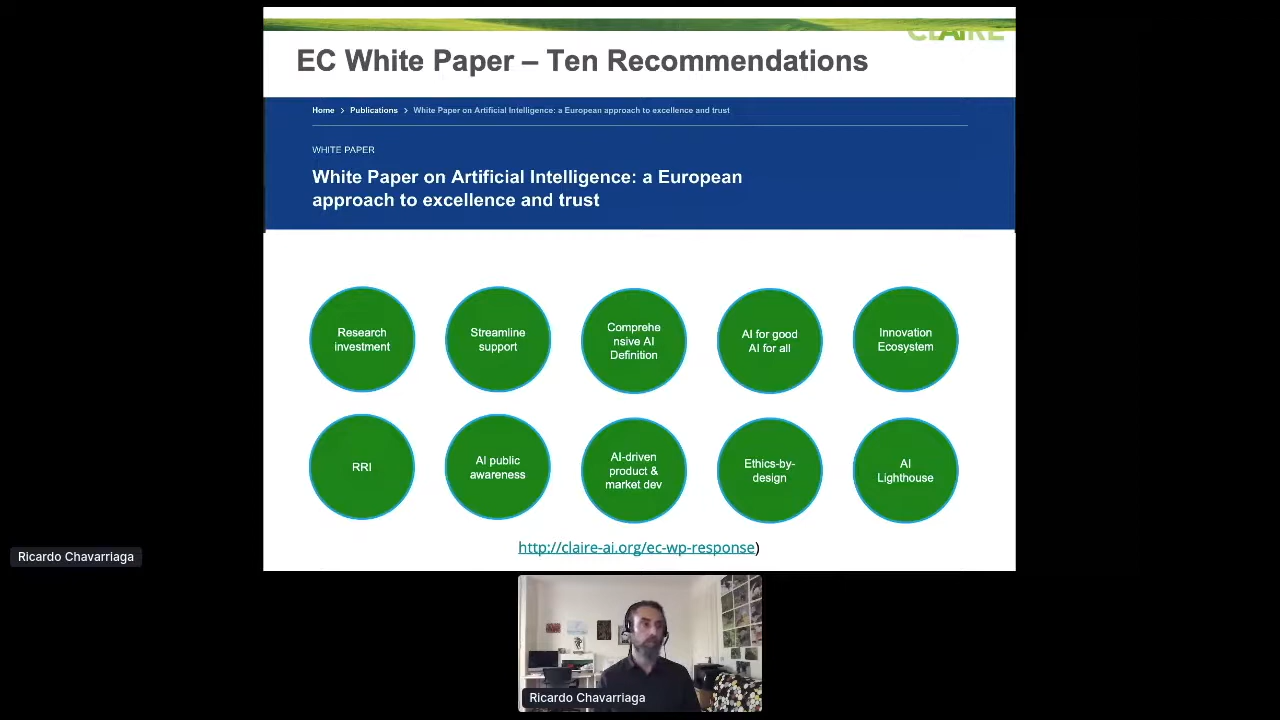 CLAIRE
EC White Paper – Ten Recommendations
Home > Publications > White Paper on Artificial Intelligence: a European approach to excellence and trust
WHITE PAPER
White Paper on Artificial Intelligence: a European
approach to excellence and trust
Research
investment
Streamline
support
Comprehe
nsive AI
Definition
AI for good
AI for all
Innovation
Ecosystem
RRI
AI public
awareness
AI-driven
product &
market dev
Ethics-by-
design
AI
Lighthouse
http://claire-ai.org/ec-wp-response)
Ricardo Chavarriaga
Ricardo Chavarriaga